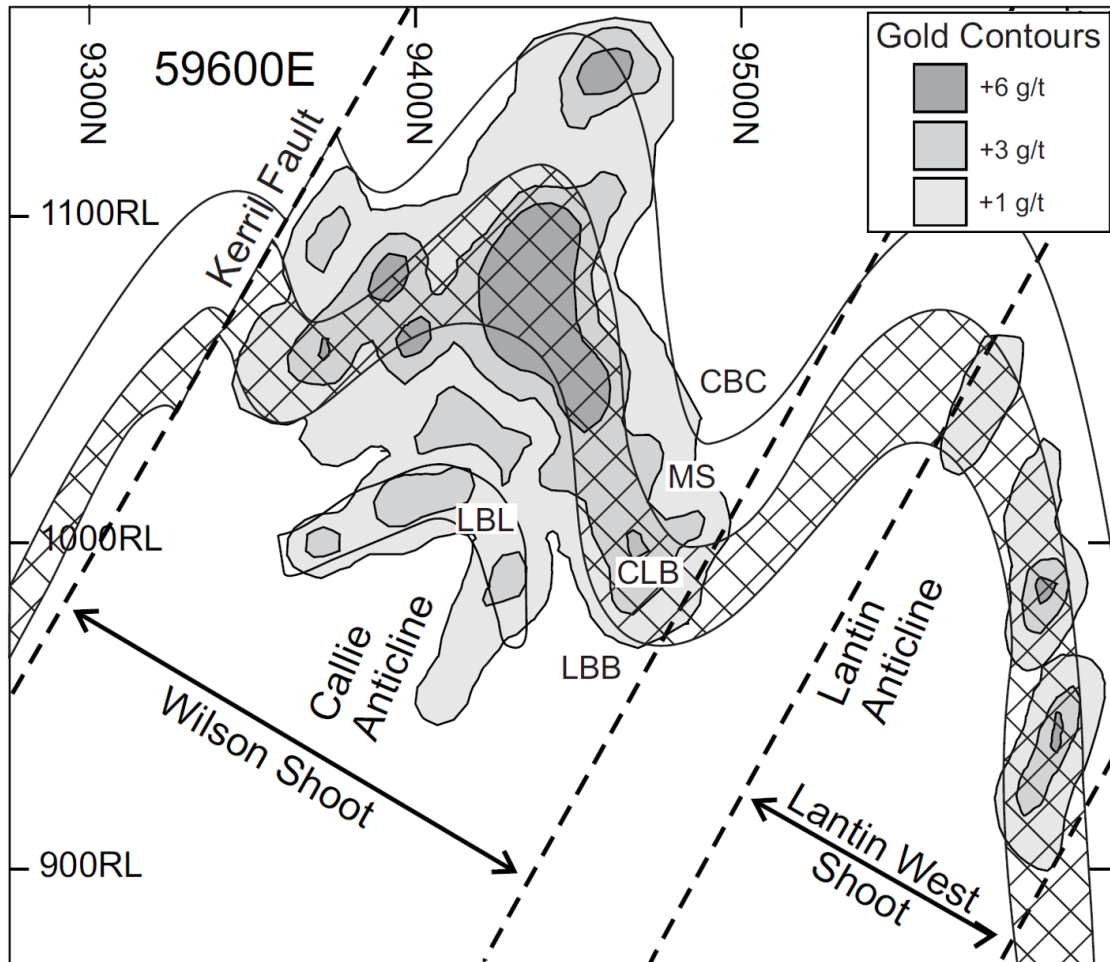 9300N
59600E
9400N
9500N
Gold Contours
+6 g/t
+3 g/t
+1 g/t
Kerril Fault
1100RL
CBC
MS
LBL
1000RL
CLB
LBB
Callie
Anticline
Lantin
Anticline
Wilson Shoot
Lantin West
Shoot
900RL